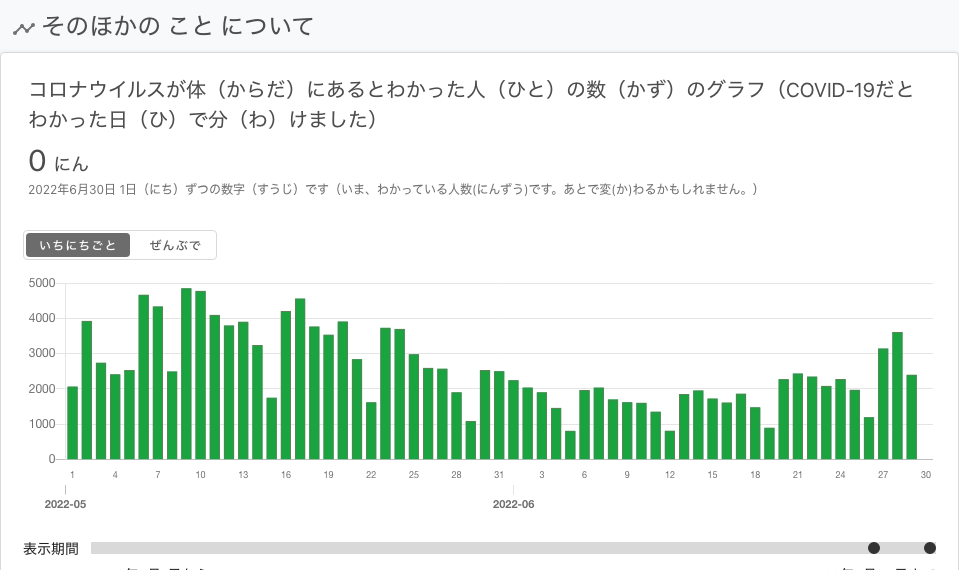 そのほかの こと について
コロナウイルスが体（からだ）にあるとわかった人（ひと）の数（かず）のグラフ（COVID-19だと
わかった日（ひ）で分（わ）けました）
0 にん
2022年6月30日 1日（にち）ずつの数字（すうじ）です（いま、わかっている人数(にんずう)です。あとで変(か)わるかもしれません。）
いちにちごと ぜんぶで
5000
4000
3000
2000
1000
0
1 4 7 10 13 16 19 22 25 28 31 3 6 9 12 15 18 21 24 27 30
2022-05 2022-06
表示期間